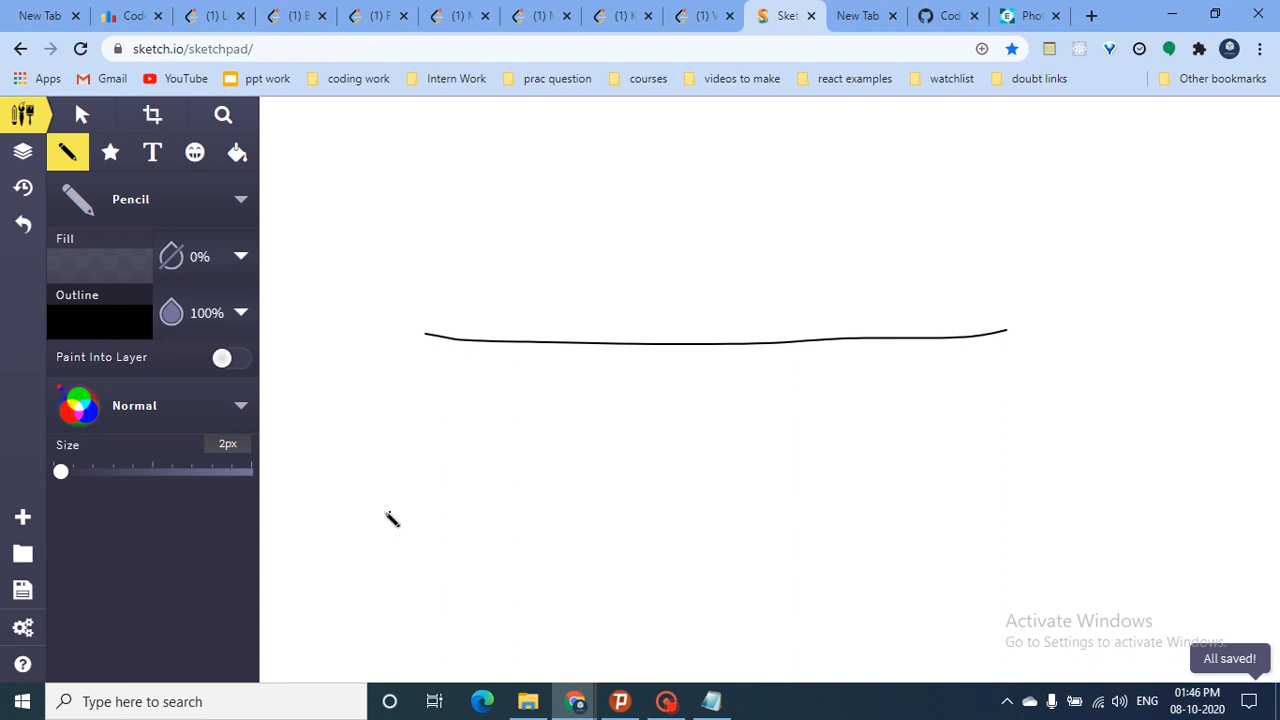 New Tab
Code
(1) L
(1) E
(1) F
(1) M
(1) M
(1) K
(1) V
Sket
New Tab
Cod
Phot
sketch.io/sketchpad/
Apps
Gmail
YouTube
ppt work
coding work
Intern Work
prac question
courses
videos to make
react examples
watchlist
doubt links
Other bookmarks
T
Pencil
Fill
0%
Outline
100%
Paint Into Layer
Normal
Size
2px
Activate Windows
Go to Settings to activate Windows.
All saved!
Type here to search
ENG
01:46 PM
08-10-2020